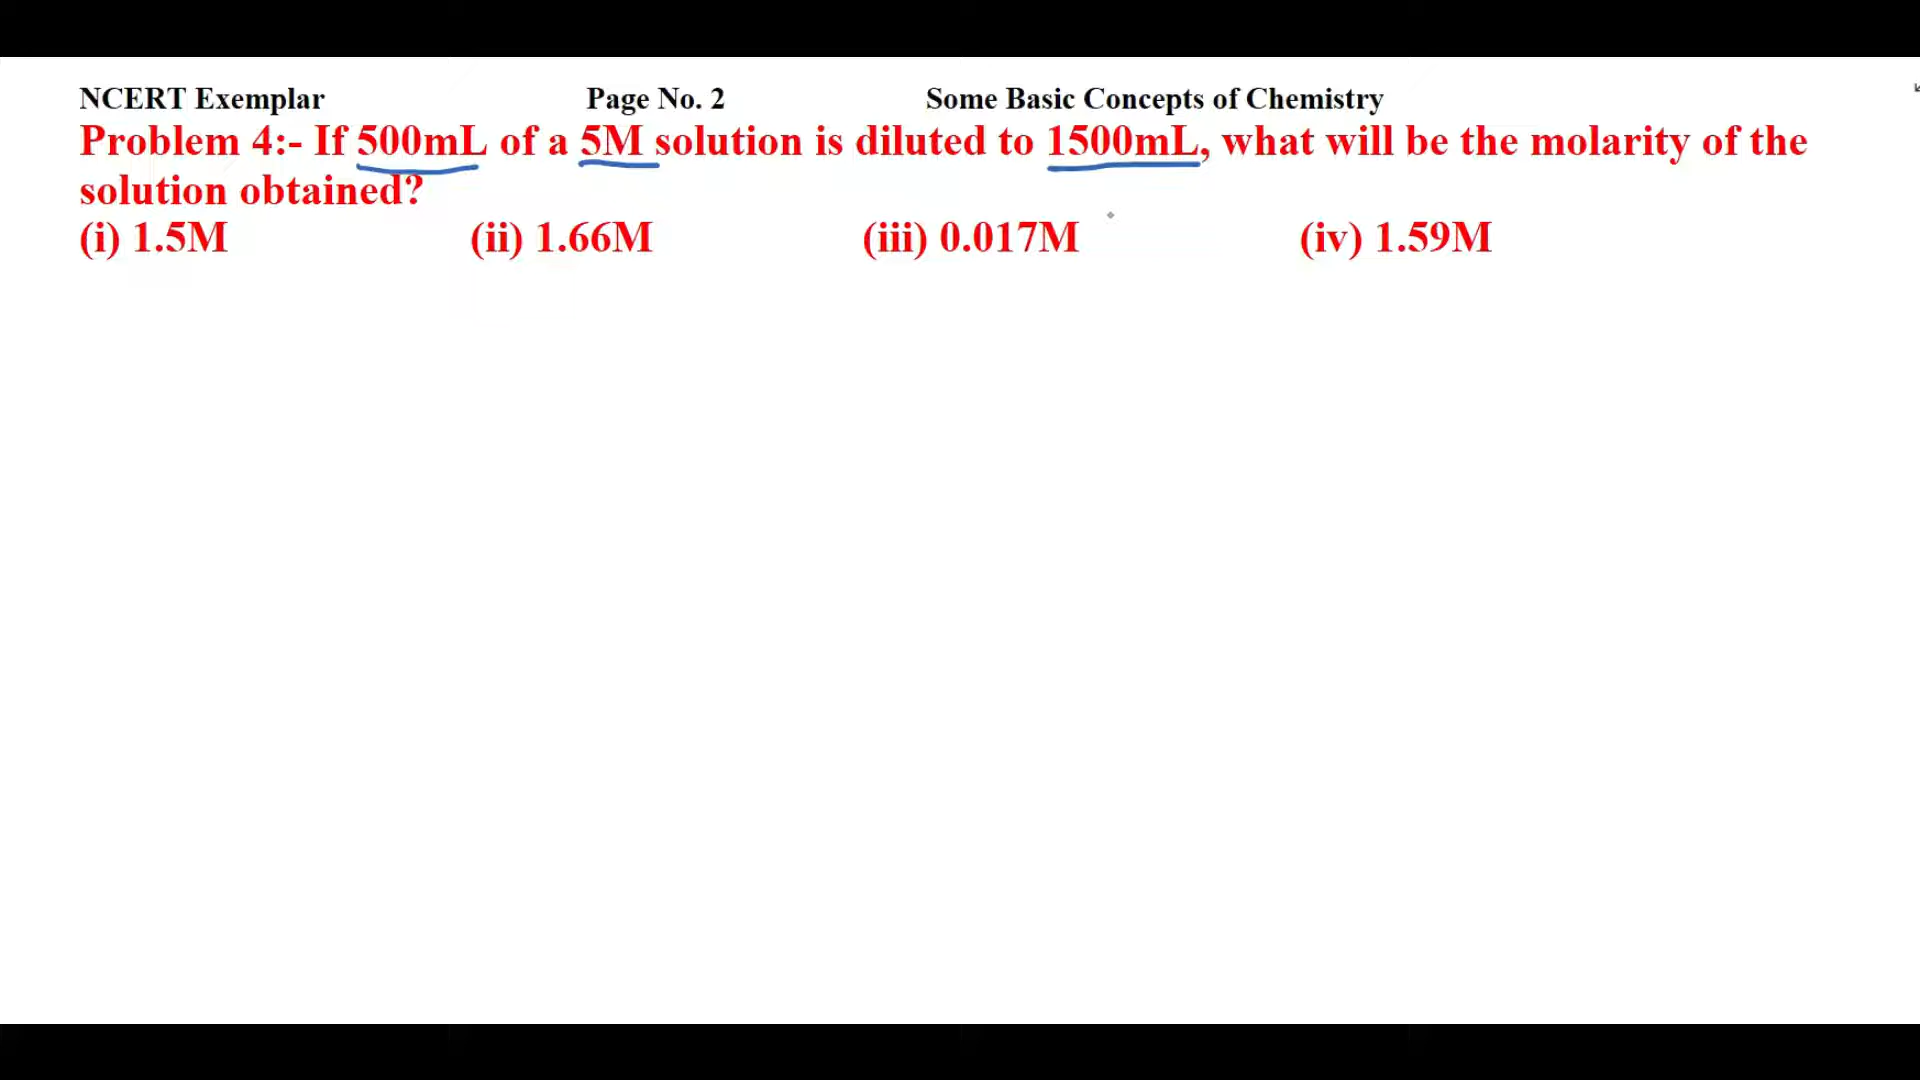 NCERT Exemplar Page No. 2 Some Basic Concepts of Chemistry
Problem 4:- If 500mL of a 5M solution is diluted to 1500mL, what will be the molarity of the
solution obtained?
(i) 1.5M (ii) 1.66M (iii) 0.017M (iv) 1.59M